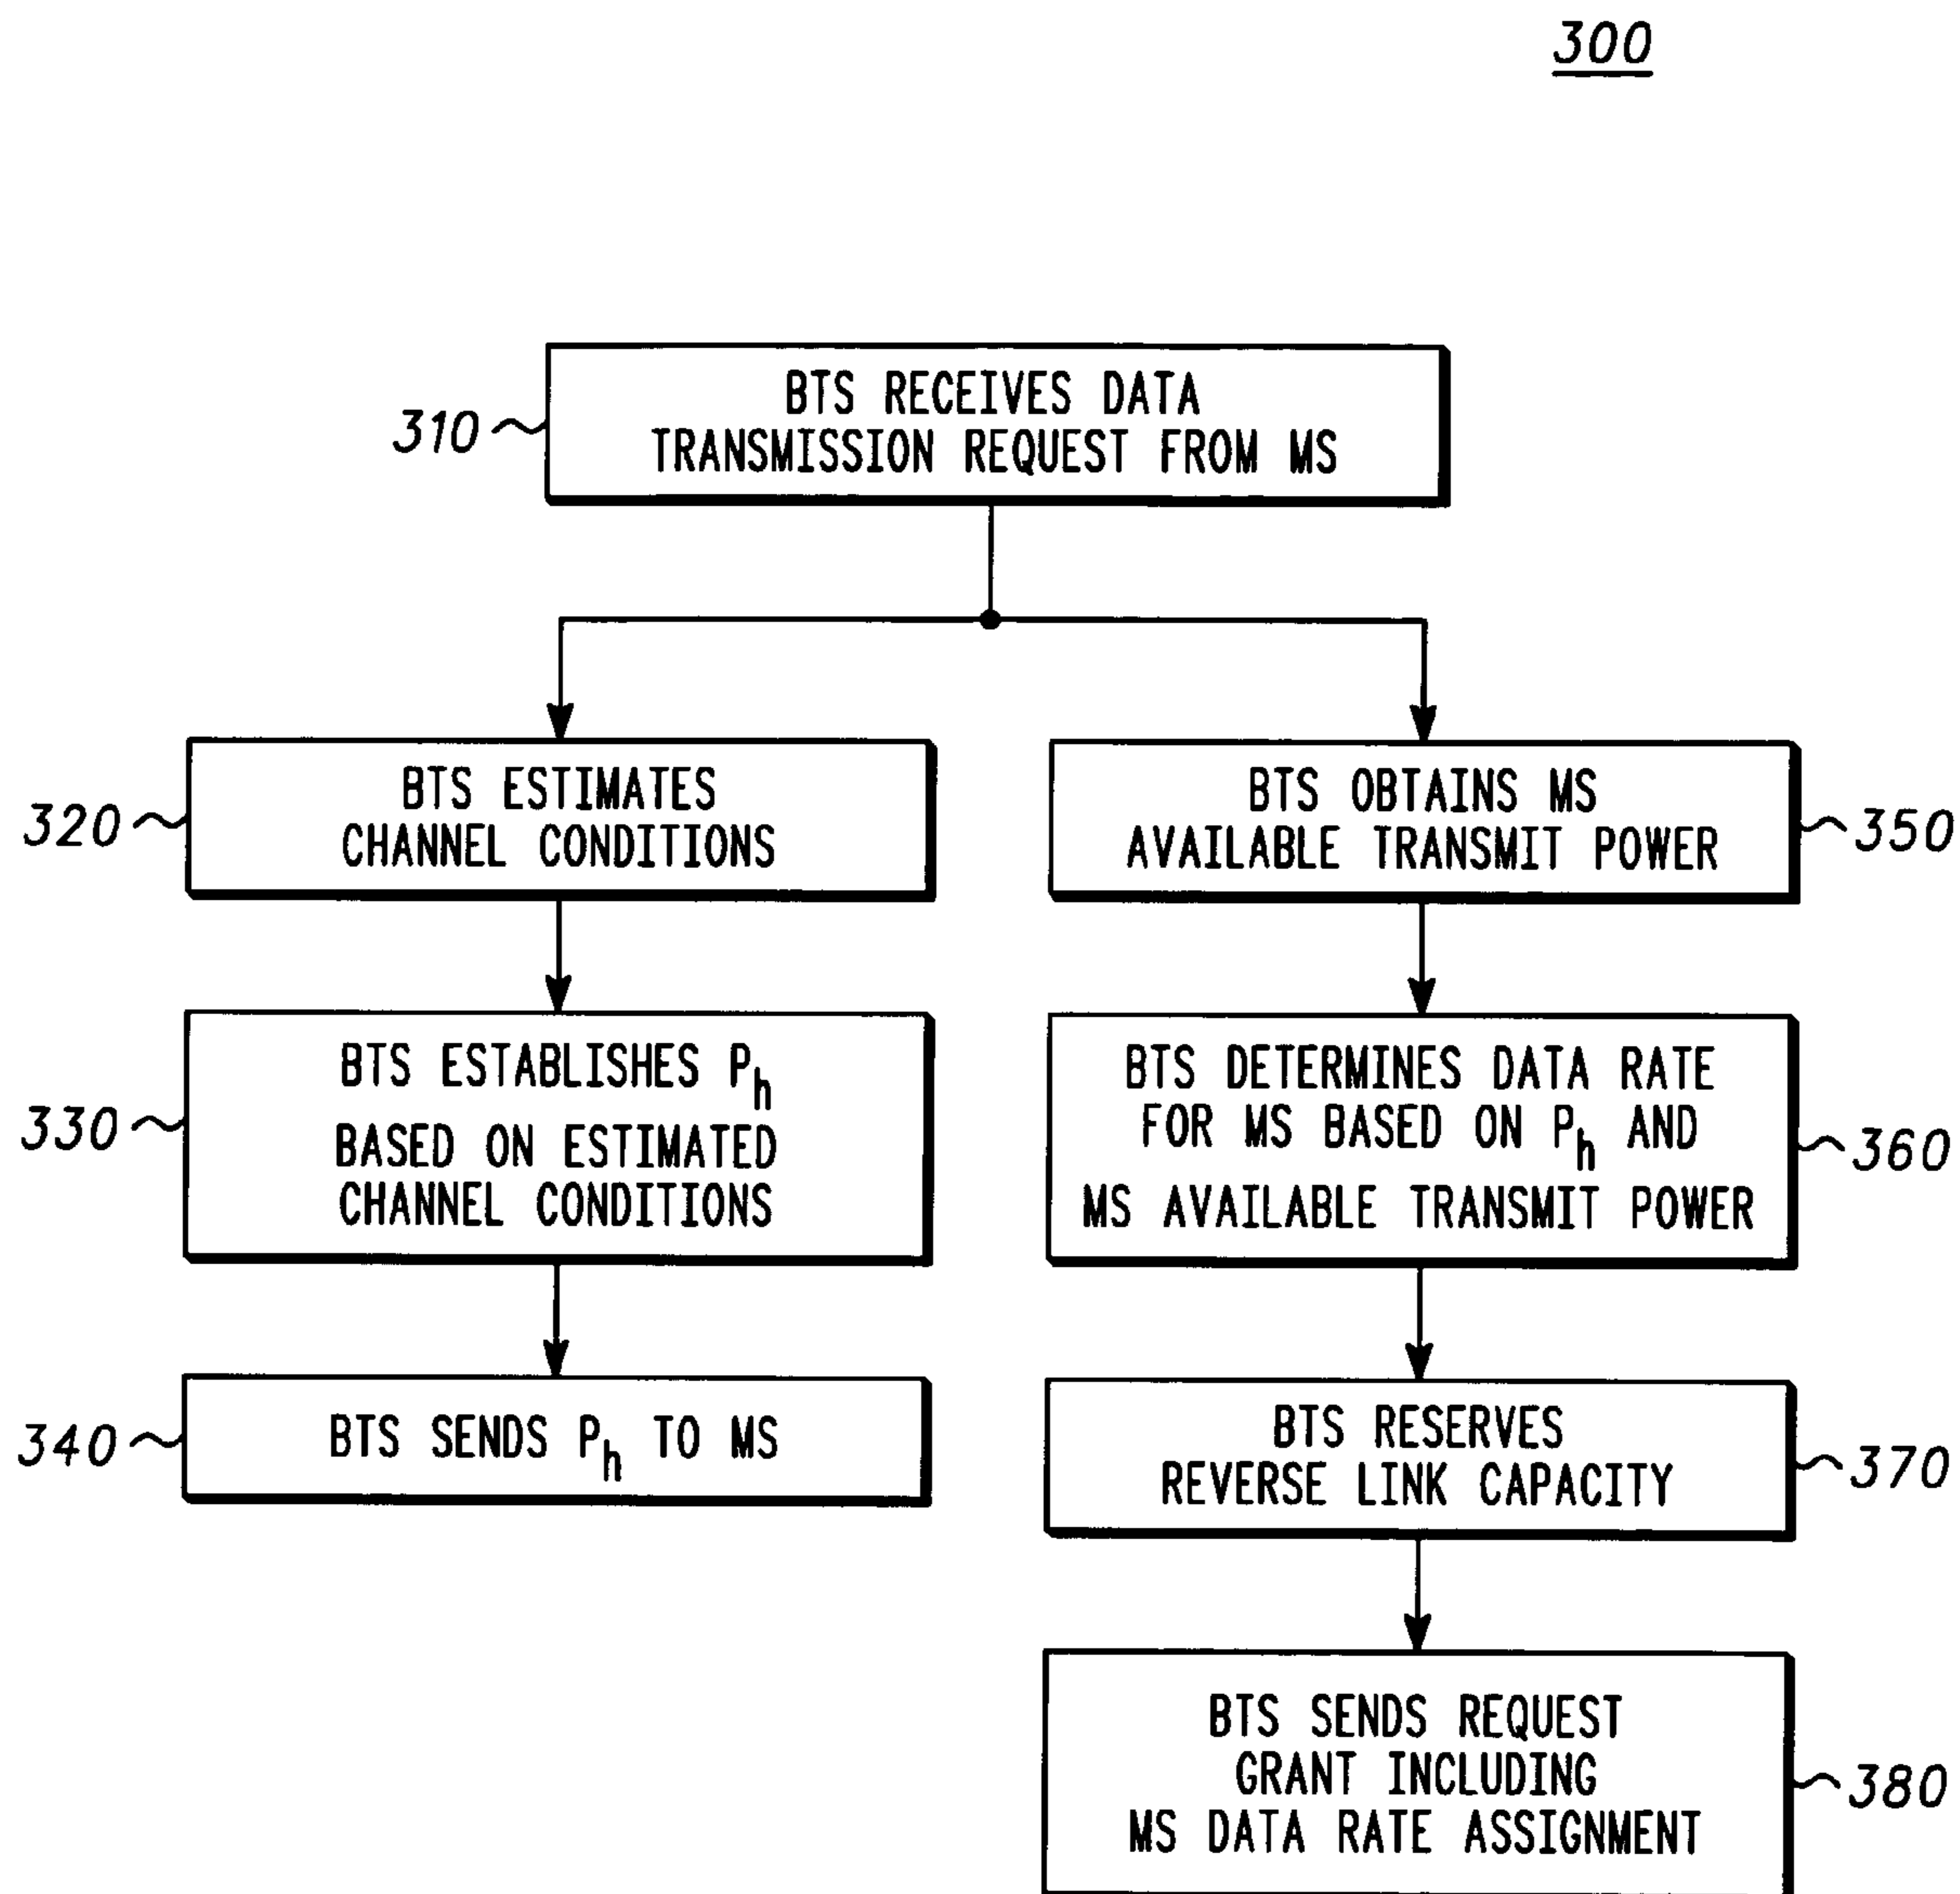 300
310
BTS RECEIVES DATA
TRANSMISSION REQUEST FROM MS
320
BTS ESTIMATES
CHANNEL CONDITIONS
330
BTS ESTABLISHES Ph
BASED ON ESTIMATED
CHANNEL CONDITIONS
340
BTS SENDS Ph TO MS
BTS OBTAINS MS
AVAILABLE TRANSMIT POWER
350
BTS DETERMINES DATA RATE
FOR MS BASED ON Ph AND
MS AVAILABLE TRANSMIT POWER
360
BTS RESERVES
REVERSE LINK CAPACITY
370
BTS SENDS REQUEST
GRANT INCLUDING
MS DATA RATE ASSIGNMENT
380